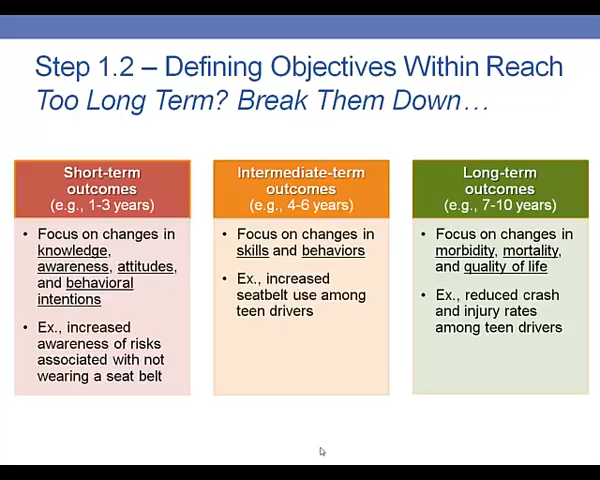 Step 1.2 – Defining Objectives Within Reach
Too Long Term? Break Them Down…
Short-term
outcomes
(e.g., 1-3 years)
• Focus on changes in
knowledge,
awareness, attitudes,
and behavioral
intentions
• Ex., increased
awareness of risks
associated with not
wearing a seat belt
Intermediate-term
outcomes
(e.g., 4-6 years)
• Focus on changes in
skills and behaviors
• Ex., increased
seatbelt use among
teen drivers
Long-term
outcomes
(e.g., 7-10 years)
• Focus on changes in
morbidity, mortality,
and quality of life
• Ex., reduced crash
and injury rates
among teen drivers